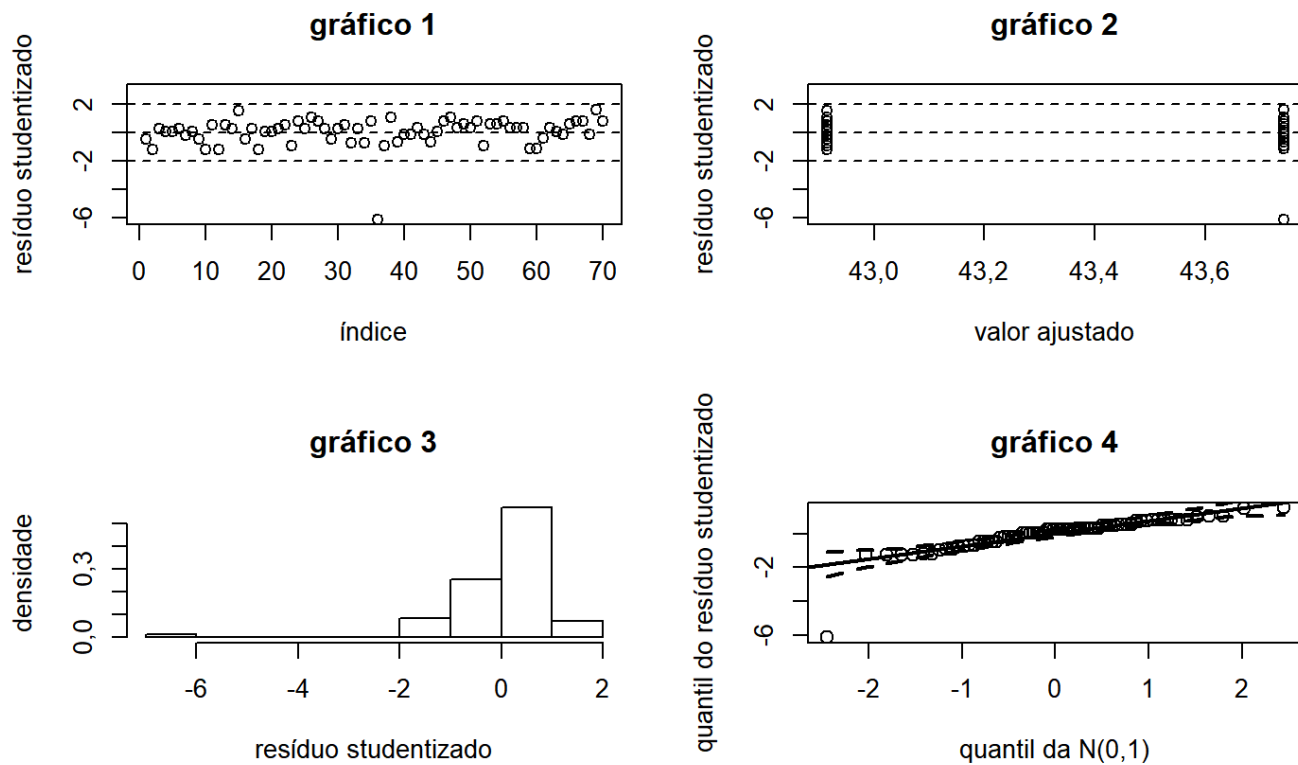 gráfico 1
resíduo studentizado
2
-2
-6
0 10 20 30 40 50 60 70
índice
gráfico 2
resíduo studentizado
2
-2
-6
43,0 43,2 43,4 43,6
valor ajustado
gráfico 3
densidade
0,3
0,0
-6 -4 -2 0 2
resíduo studentizado
gráfico 4
quantil do resíduo studentizado
-2
-6
-2 -1 0 1 2
quantil da N(0,1)